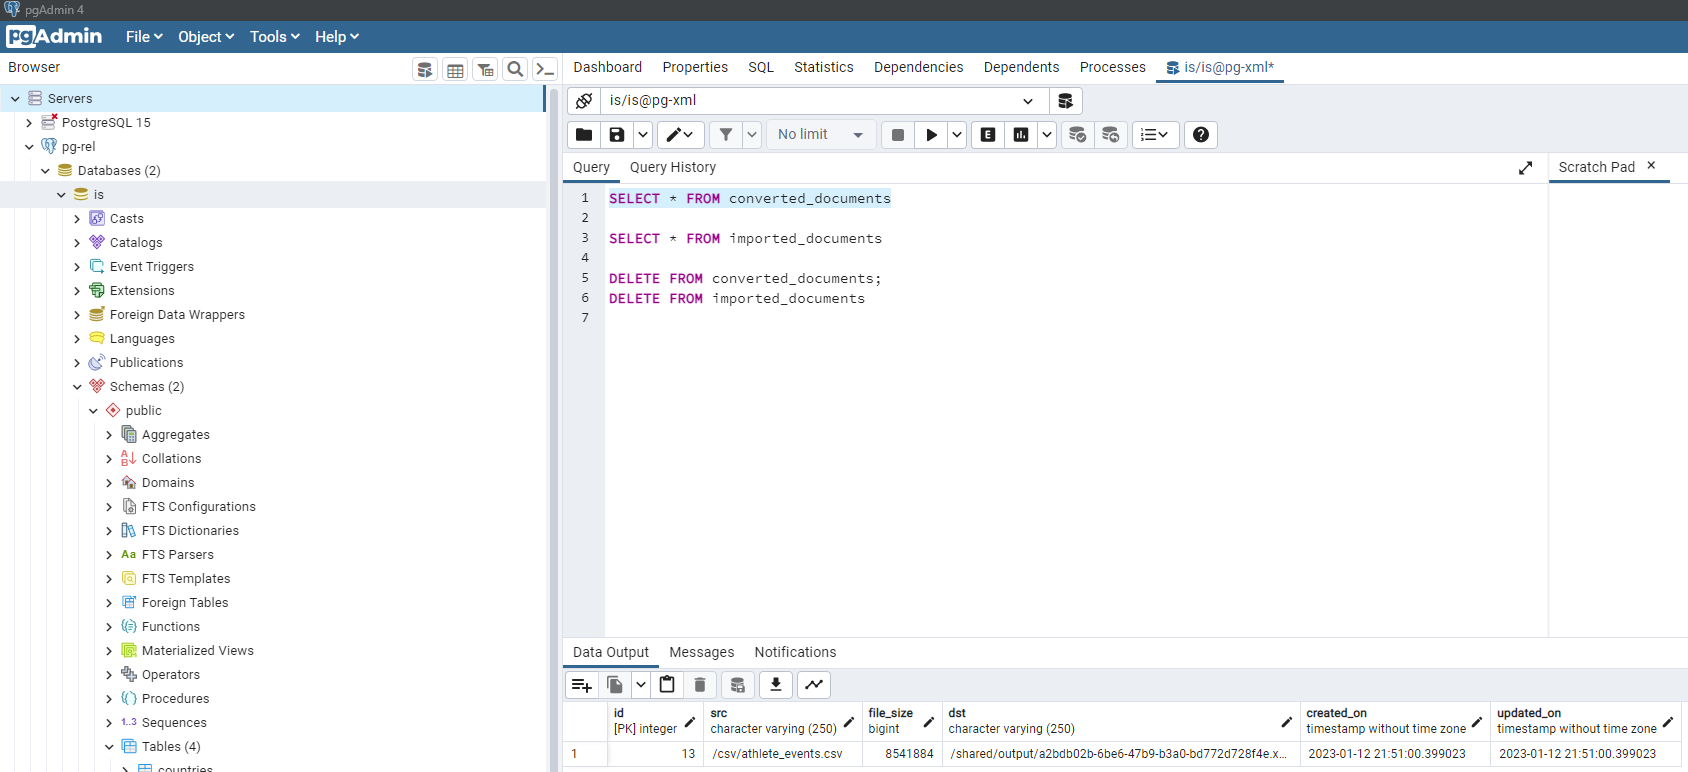 pgAdmin 4
pgAdmin File Object Tools Help
Browser
Dashboard Properties SQL Statistics Dependencies Dependents Processes is/is@pg-xml*
Servers
PostgreSQL 15
pg-rel
Databases (2)
is
Casts
Catalogs
Event Triggers
Extensions
Foreign Data Wrappers
Languages
Publications
Schemas (2)
public
Aggregates
Collations
Domains
FTS Configurations
FTS Dictionaries
Aa FTS Parsers
FTS Templates
Foreign Tables
Functions
Materialized Views
Operators
Procedures
1..3 Sequences
Tables (4)
countries
is/is@pg-xml
No limit
E
Query Query History
Scratch Pad
1 SELECT * FROM converted_documents
2
3 SELECT * FROM imported_documents
4
5 DELETE FROM converted_documents;
6 DELETE FROM imported_documents
7
Data Output Messages Notifications
id src file_size dst created_on updated_on
[PK] integer character varying (250) bigint character varying (250) timestamp without time zone timestamp without time zone
1 13 /csv/athlete_events.csv 8541884 /shared/output/a2bdb02b-6be6-47b9-b3a0-bd772d728f4e.x... 2023-01-12 21:51:00.399023 2023-01-12 21:51:00.399023